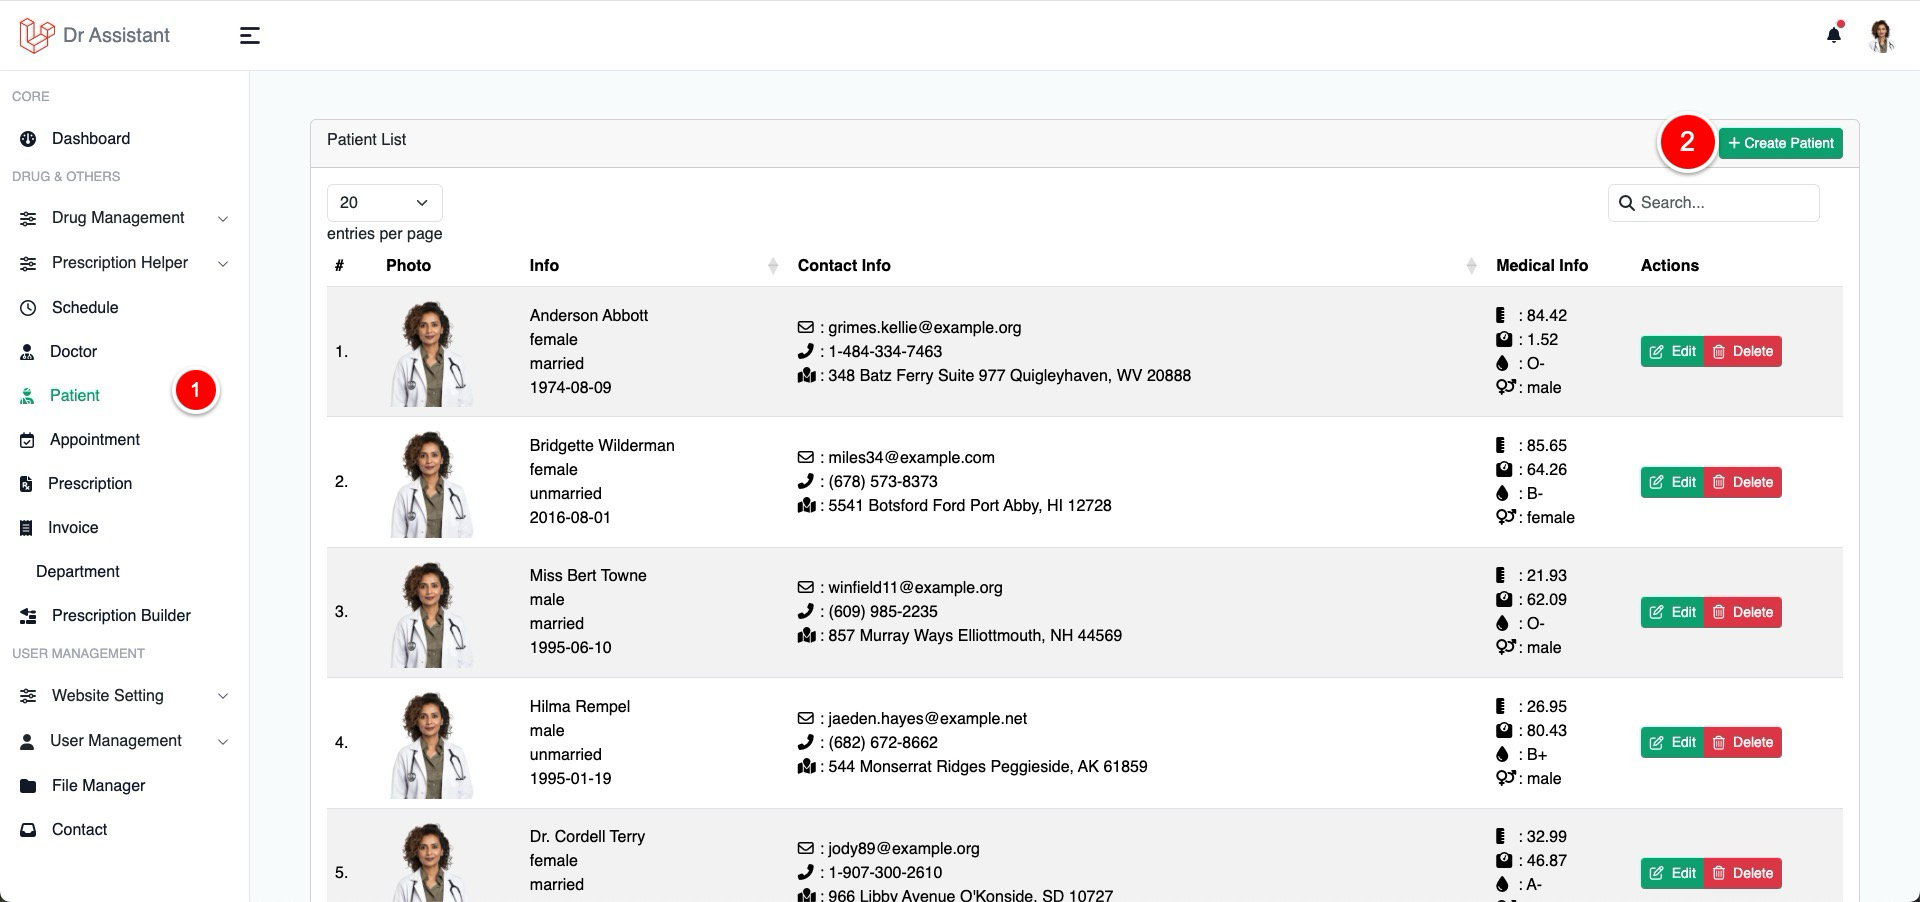 Dr Assistant
CORE
Dashboard
DRUG & OTHERS
Drug Management
Prescription Helper
Schedule
Doctor
Patient
1
Appointment
Prescription
Invoice
Department
Prescription Builder
USER MANAGEMENT
Website Setting
User Management
File Manager
Contact
Patient List
2
+ Create Patient
20
entries per page
Search...
# Photo Info Contact Info Medical Info Actions
1.
Anderson Abbott
female
married
1974-08-09
: grimes.kellie@example.org
: 1-484-334-7463
: 348 Batz Ferry Suite 977 Quigleyhaven, WV 20888
: 84.42
: 1.52
: O-
: male
Edit Delete
2.
Bridgette Wilderman
female
unmarried
2016-08-01
: miles34@example.com
: (678) 573-8373
: 5541 Botsford Ford Port Abby, HI 12728
: 85.65
: 64.26
: B-
: female
Edit Delete
3.
Miss Bert Towne
male
married
1995-06-10
: winfield11@example.org
: (609) 985-2235
: 857 Murray Ways Elliottmouth, NH 44569
: 21.93
: 62.09
: O-
: male
Edit Delete
4.
Hilma Rempel
male
unmarried
1995-01-19
: jaeden.hayes@example.net
: (682) 672-8662
: 544 Monserrat Ridges Peggieside, AK 61859
: 26.95
: 80.43
: B+
: male
Edit Delete
5.
Dr. Cordell Terry
female
married
: jody89@example.org
: 1-907-300-2610
: 966 Libby Avenue O'Konside, SD 10727
: 32.99
: 46.87
: A-
Edit Delete